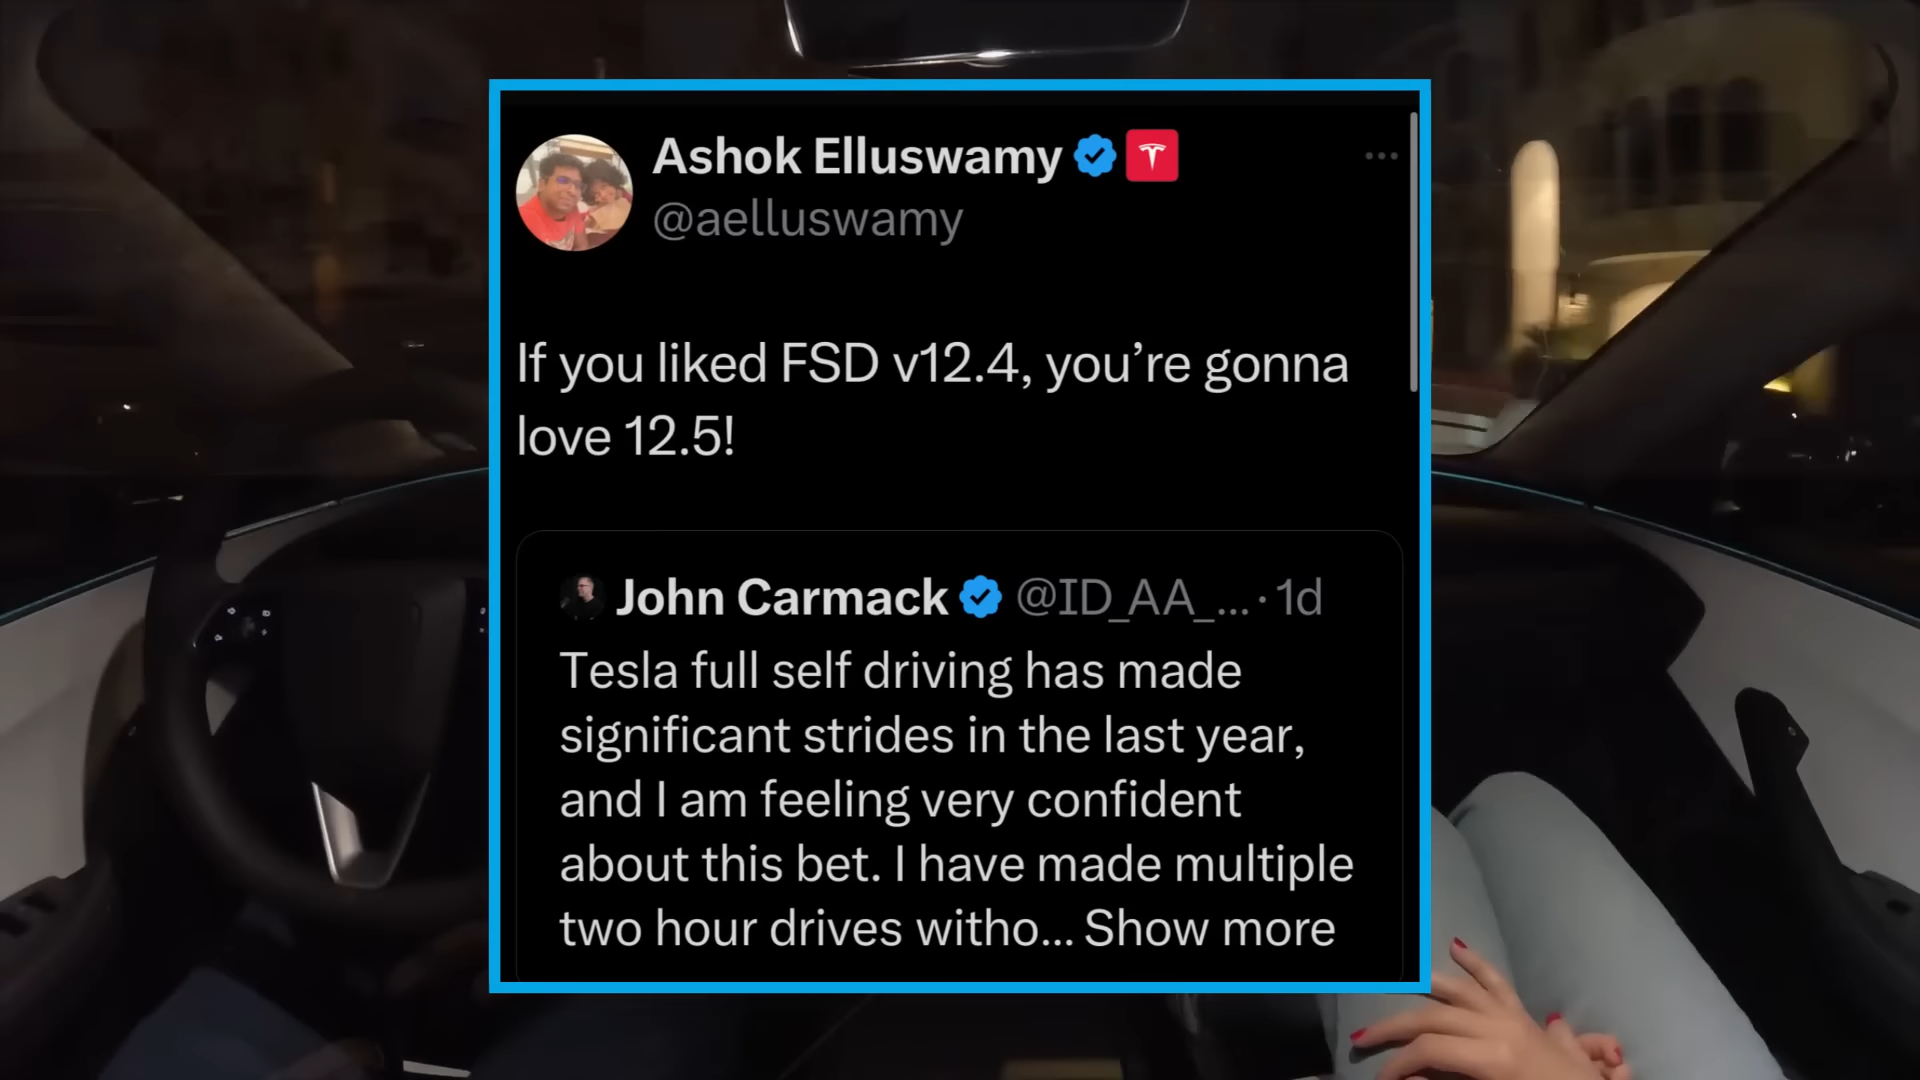 Ashok Elluswamy
@aelluswamy
If you liked FSD v12.4, you’re gonna
love 12.5!
John Carmack @ID_AA_... · 1d
Tesla full self driving has made
significant strides in the last year,
and I am feeling very confident
about this bet. I have made multiple
two hour drives witho... Show more